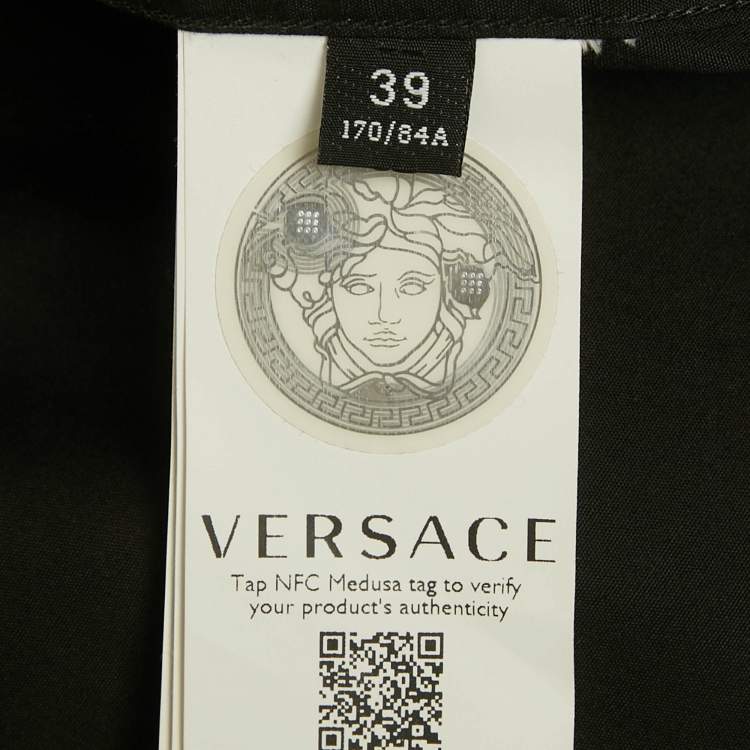 39
170/84A
VERSACE
Tap NFC Medusa tag to verify
your product's authenticity